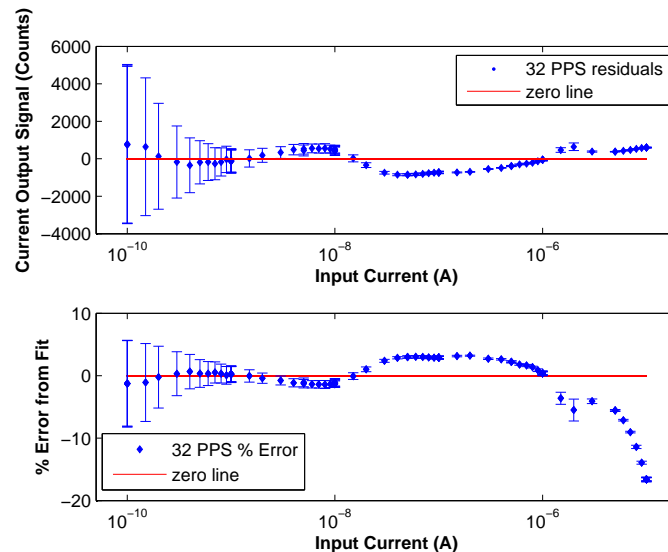 Current Output Signal (Counts)
6000
4000
2000
0
−2000
−4000
32 PPS residuals
zero line
10^−10
10^−8
10^−6
Input Current (A)
% Error from Fit
10
0
−10
−20
32 PPS % Error
zero line
10^−10
10^−8
10^−6
Input Current (A)